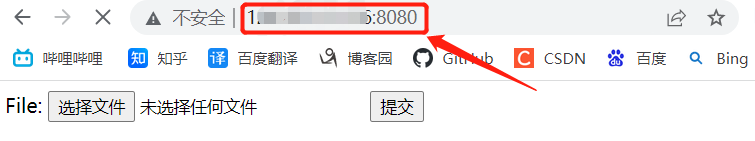 不安全 | 1. 6:8080
哔哩哔哩 知 知乎 译 百度翻译 博客园 GitHub C CSDN 百度 Bing
File: 选择文件 未选择任何文件 提交